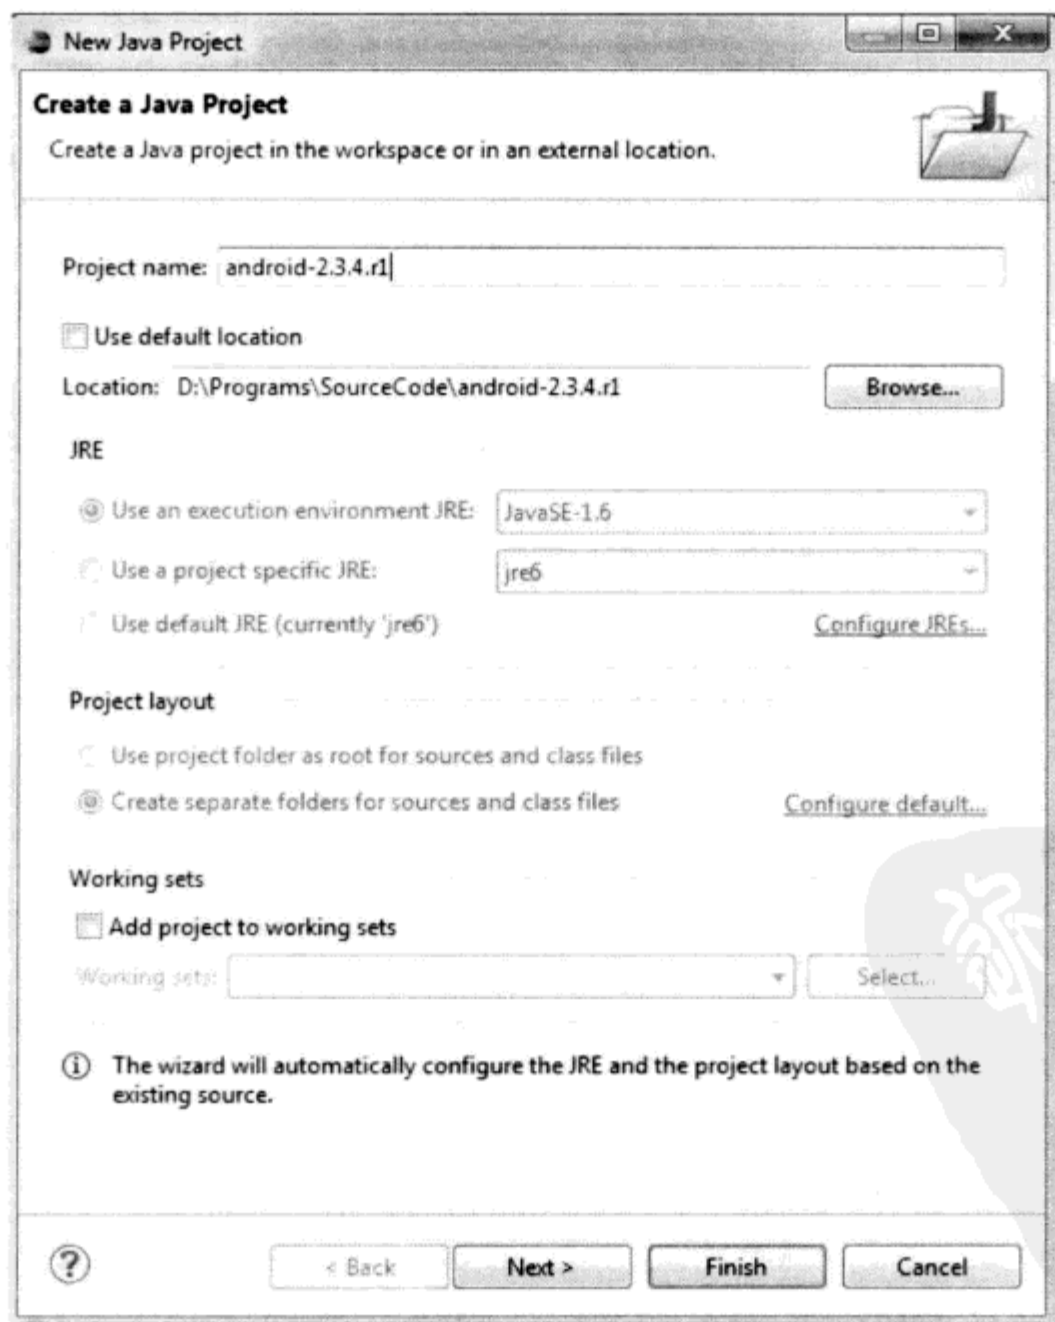 New Java Project
Create a Java Project
Create a Java project in the workspace or in an external location.
Project name: android-2.3.4.r1
Use default location
Location: D:\Programs\SourceCode\android-2.3.4.r1 Browse...
JRE
Use an execution environment JRE: JavaSE-1.6
Use a project specific JRE: jre6
Use default JRE (currently 'jre6') Configure JREs...
Project layout
Use project folder as root for sources and class files
Create separate folders for sources and class files Configure default...
Working sets
Add project to working sets
Working sets: Select...
The wizard will automatically configure the JRE and the project layout based on the
existing source.
? < Back Next > Finish Cancel